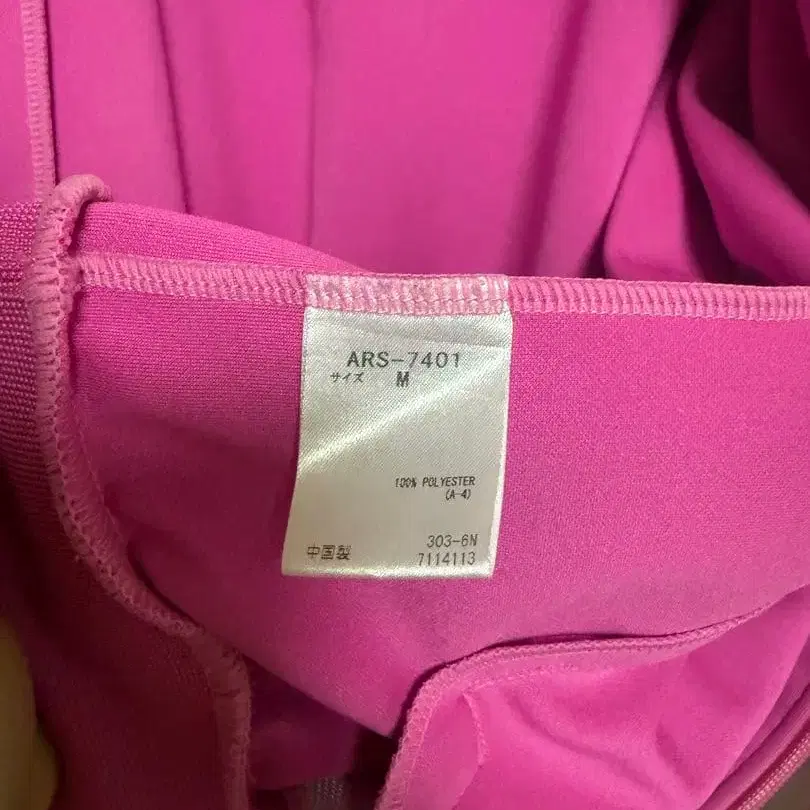 ARS-7401
サイズ M
100% POLYESTER
(A-4)
303-6N
中国製 7114113